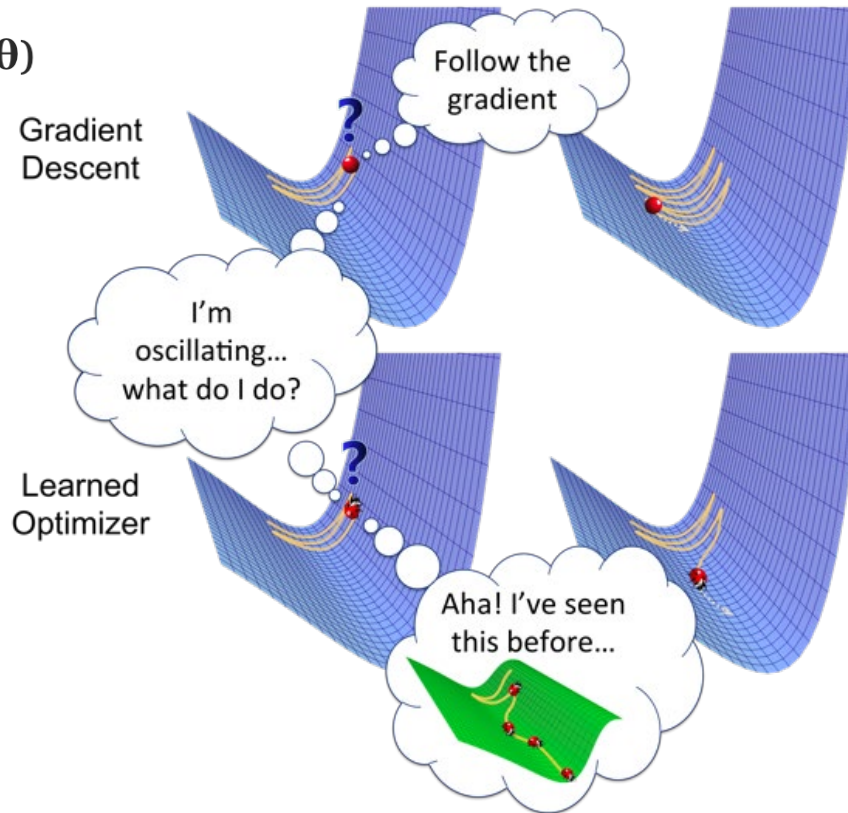 θ)
Follow the
gradient
Gradient
Descent
?
I'm
oscillating...
what do I do?
?
Learned
Optimizer
Aha! I've seen
this before...